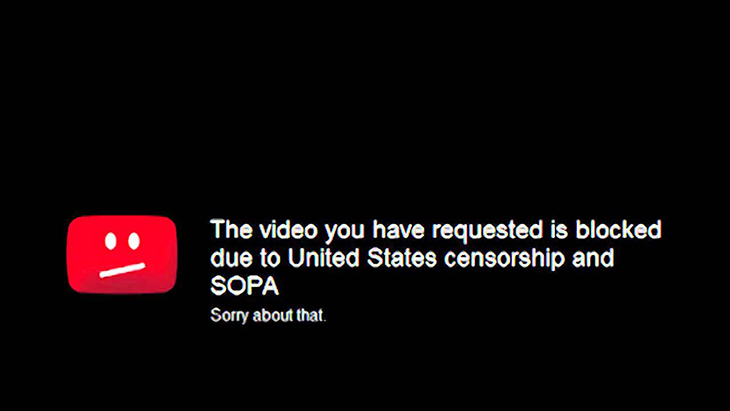 The video you have requested is blocked
due to United States censorship and
SOPA
Sorry about that.